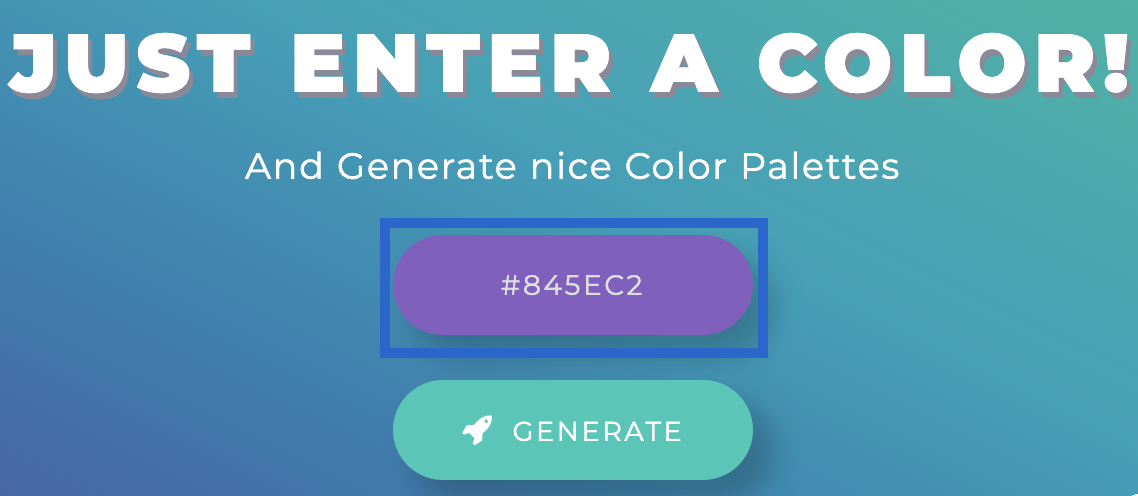 JUST ENTER A COLOR!
And Generate nice Color Palettes
#845EC2
GENERATE